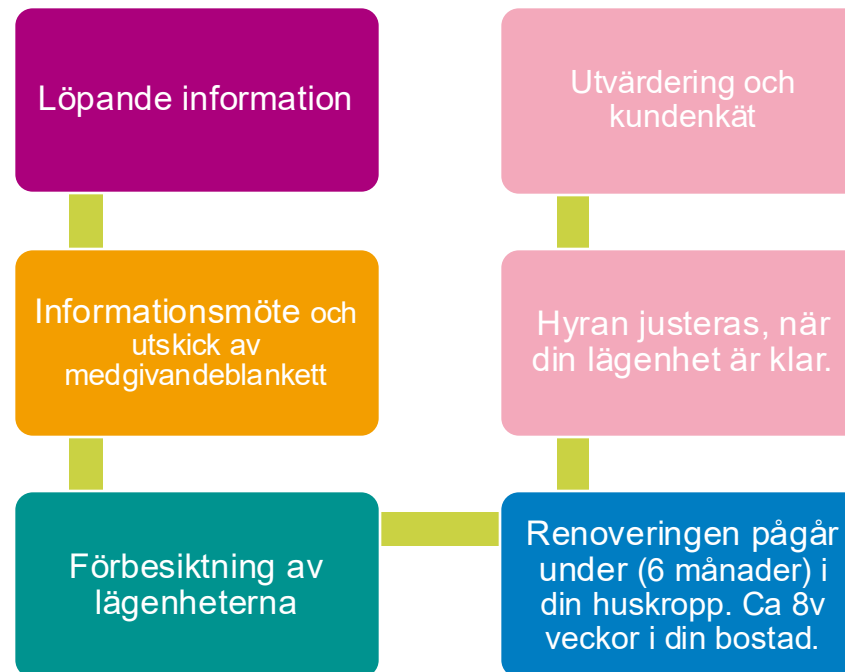 Löpande information
Informationsmöte och
utskick av
medgivandeblankett
Förbesiktning av
lägenheterna
Renoveringen pågår
under (6 månader) i
din huskropp. Ca 8v
veckor i din bostad.
Hyran justeras, när
din lägenhet är klar.
Utvärdering och
kundenkät